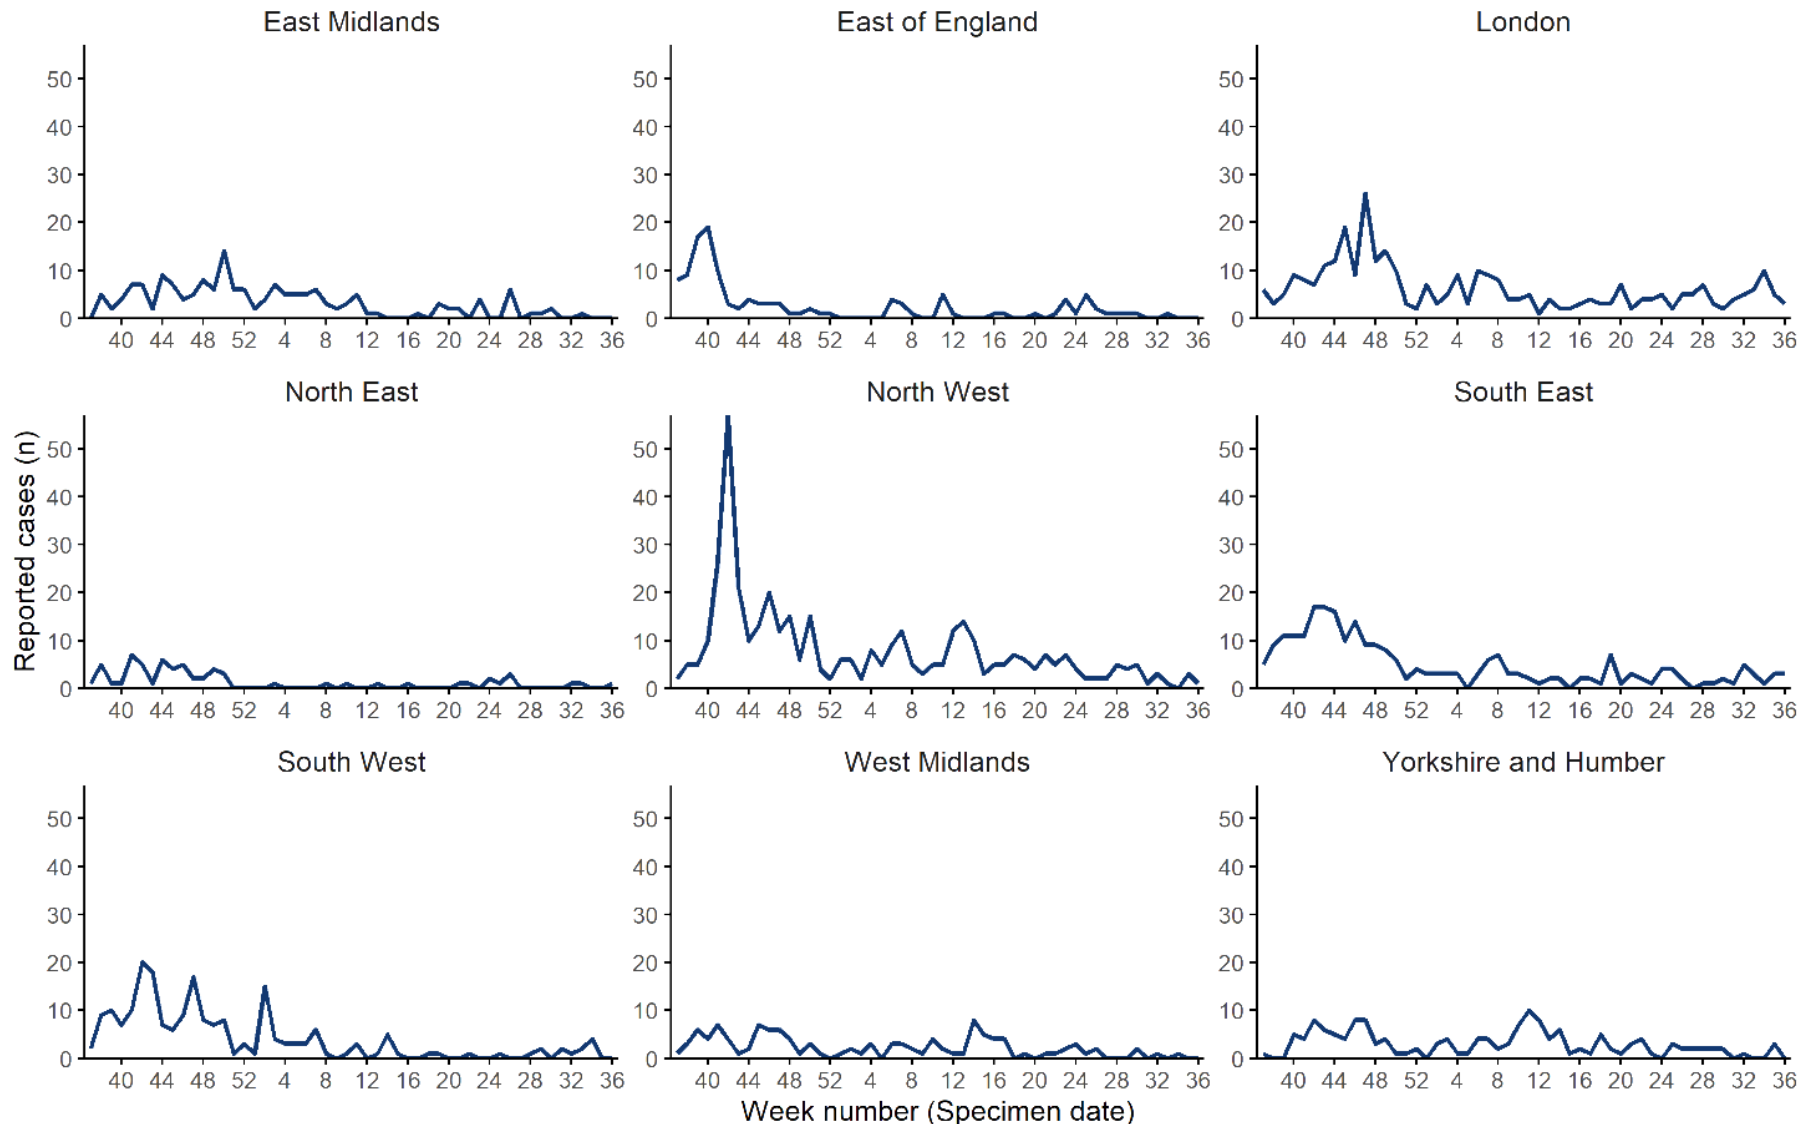 East Midlands East of England London
50 50 50
40 40 40
30 30 30
20 20 20
10 10 10
0 0 0
40 44 48 52 4 8 12 16 20 24 28 32 36 40 44 48 52 4 8 12 16 20 24 28 32 36 40 44 48 52 4 8 12 16 20 24 28 32 36
North East North West South East
Reported cases (n)
50 50 50
40 40 40
30 30 30
20 20 20
10 10 10
0 0 0
40 44 48 52 4 8 12 16 20 24 28 32 36 40 44 48 52 4 8 12 16 20 24 28 32 36 40 44 48 52 4 8 12 16 20 24 28 32 36
South West West Midlands Yorkshire and Humber
50 50 50
40 40 40
30 30 30
20 20 20
10 10 10
0 0 0
40 44 48 52 4 8 12 16 20 24 28 32 36 40 44 48 52 4 8 12 16 20 24 28 32 36 40 44 48 52 4 8 12 16 20 24 28 32 36
Week number (Specimen date)